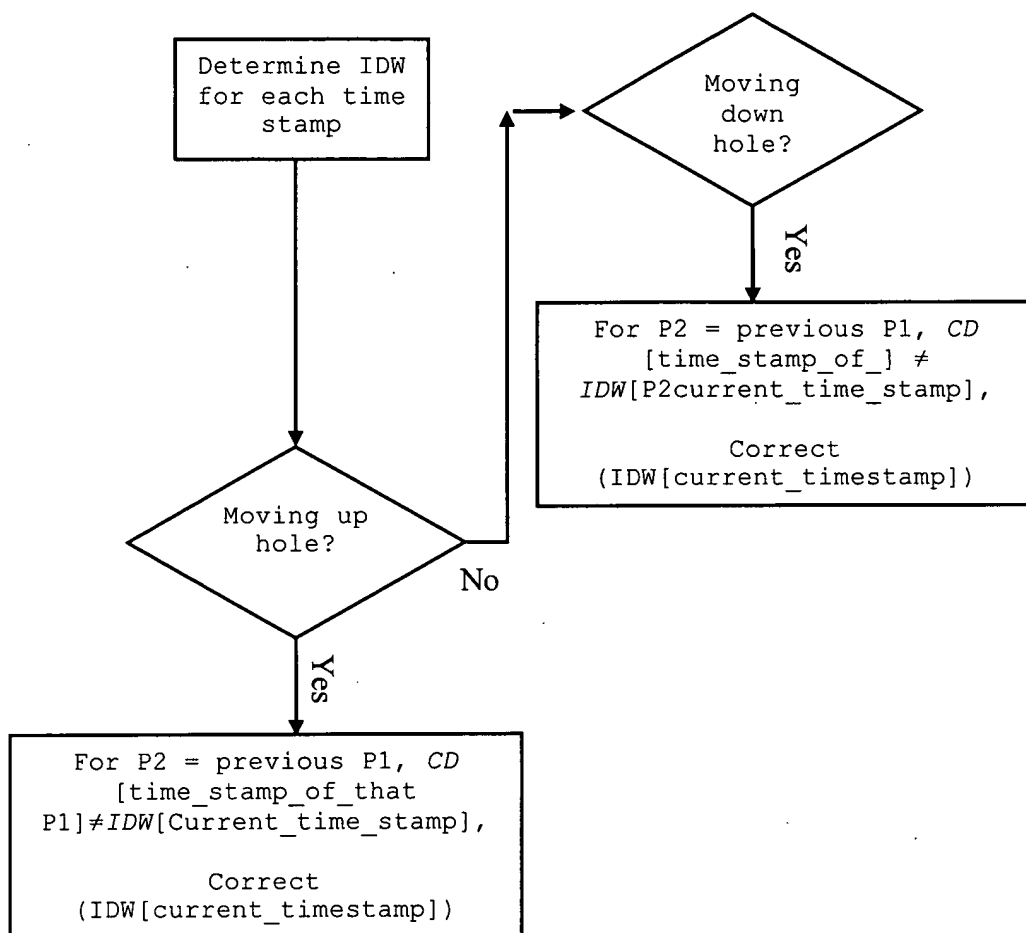 Determine IDW
for each time
stamp
Moving up
hole?
No
Yes
For P2 = previous P1, CD
[time_stamp_of_that
P1]≠IDW[Current_time_stamp],
Correct
(IDW[current_timestamp])
Moving
down
hole?
Yes
For P2 = previous P1, CD
[time_stamp_of_] ≠
IDW[P2current_time_stamp],
Correct
(IDW[current_timestamp])